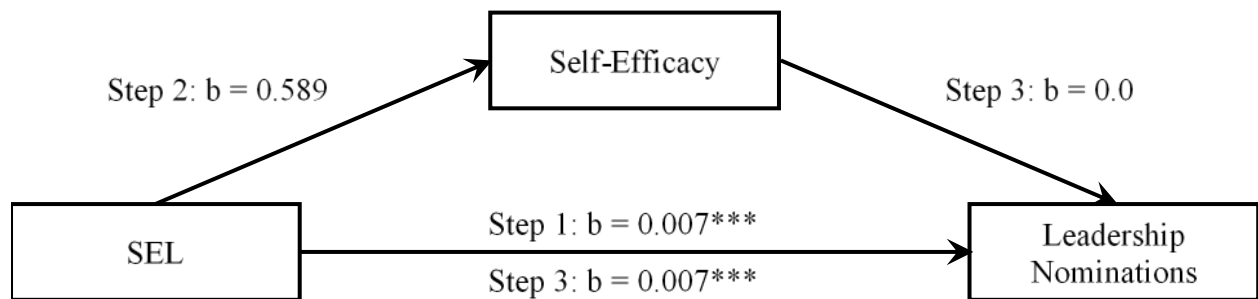 Self-Efficacy
Step 2: b = 0.589
Step 3: b = 0.0
SEL
Step 1: b = 0.007***
Step 3: b = 0.007***
Leadership
Nominations